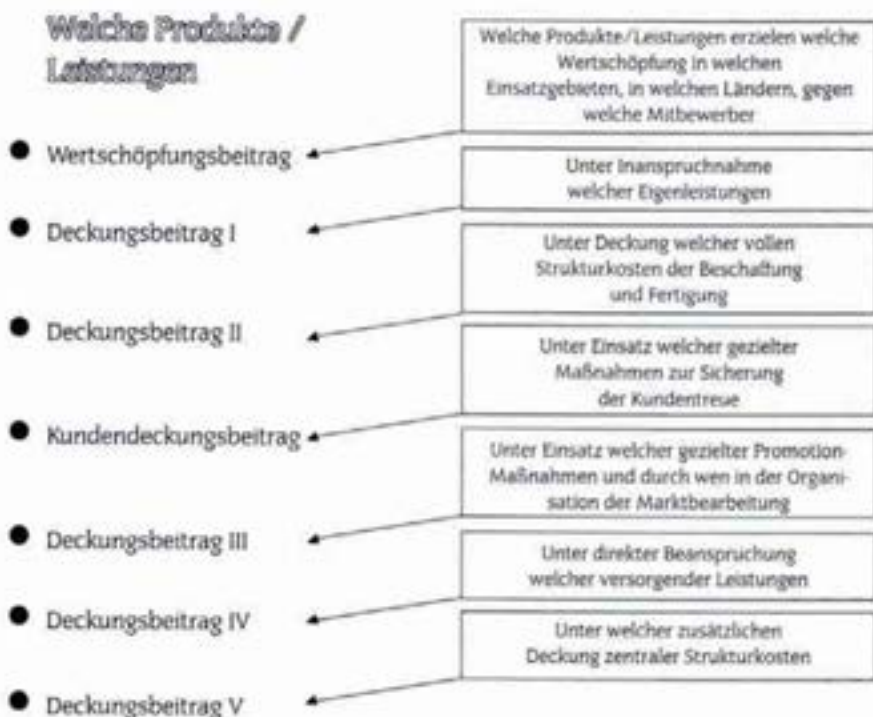 Welche Produkte /
Leistungen
Welche Produkte/Leistungen erzielen welche
Wertschöpfung in welchen
Einsatzgebieten, in welchen Ländern, gegen
welche Mitbewerber
Wertschöpfungsbeitrag
Unter Inanspruchnahme
welcher Eigenleistungen
Deckungsbeitrag I
Unter Deckung welcher vollen
Strukturkosten der Beschaffung
und Fertigung
Deckungsbeitrag II
Unter Einsatz welcher gezielter
Maßnahmen zur Sicherung
der Kundentreue
Kundendeckungsbeitrag
Unter Einsatz welcher gezielter Promotion-
Maßnahmen und durch wen in der Organi-
sation der Marktbearbeitung
Deckungsbeitrag III
Unter direkter Beanspruchung
welcher versorgender Leistungen
Deckungsbeitrag IV
Unter welcher zusätzlichen
Deckung zentraler Strukturkosten
Deckungsbeitrag V